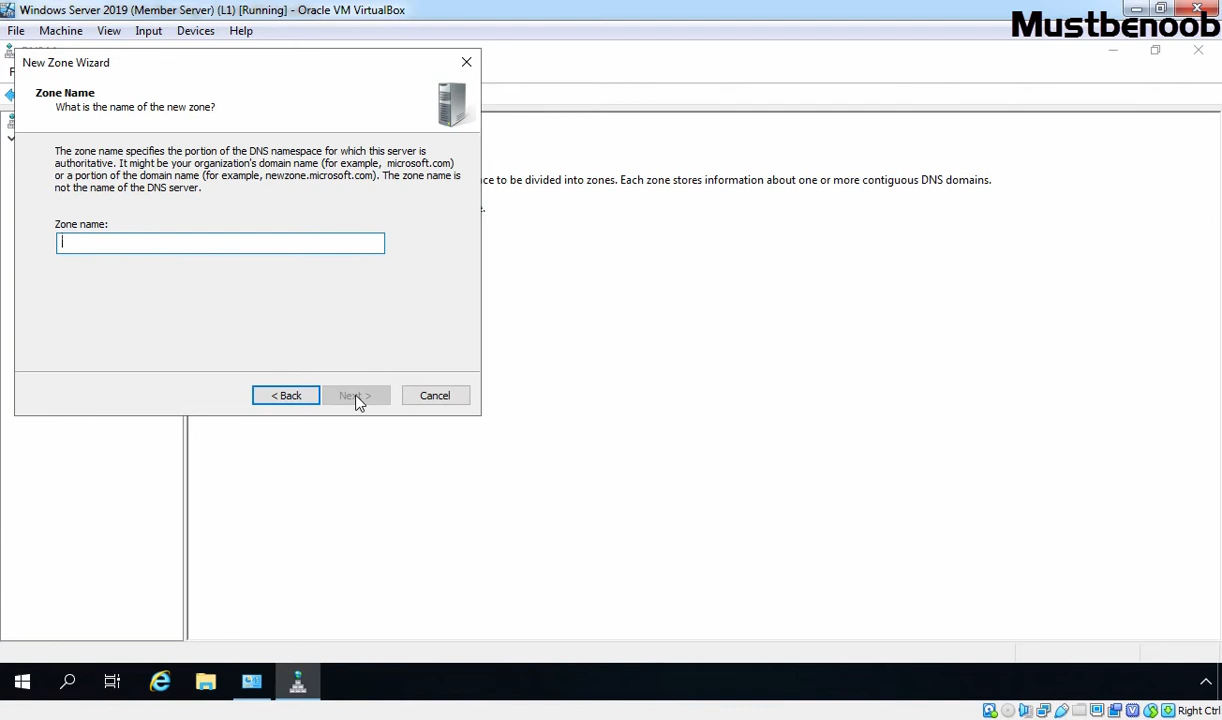 Windows Server 2019 (Member Server) (L1) [Running] - Oracle VM VirtualBox
Mustbenoob
File Machine View Input Devices Help
New Zone Wizard
Zone Name
What is the name of the new zone?
The zone name specifies the portion of the DNS namespace for which this server is
authoritative. It might be your organization's domain name (for example, microsoft.com)
or a portion of the domain name (for example, newzone.microsoft.com). The zone name is
not the name of the DNS server.
ce to be divided into zones. Each zone stores information about one or more contiguous DNS domains.
Zone name:
< Back Next > Cancel
Right Ctrl